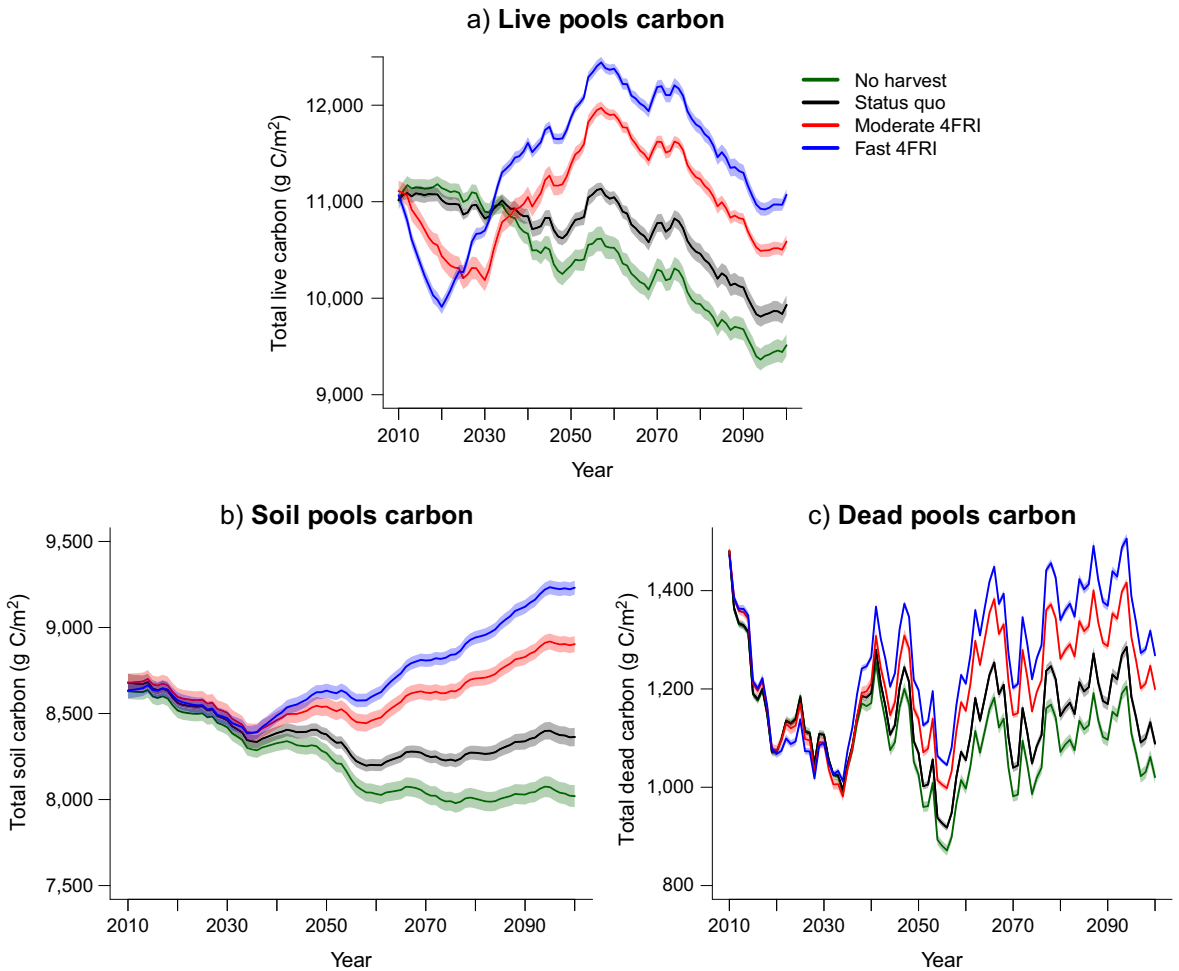 a) Live pools carbon
Total live carbon (g C/m²)
12,000
11,000
10,000
9,000
2010 2030 2050 2070 2090
Year
No harvest
Status quo
Moderate 4FRI
Fast 4FRI
b) Soil pools carbon
Total soil carbon (g C/m²)
9,500
9,000
8,500
8,000
7,500
2010 2030 2050 2070 2090
Year
c) Dead pools carbon
Total dead carbon (g C/m²)
1,400
1,200
1,000
800
2010 2030 2050 2070 2090
Year